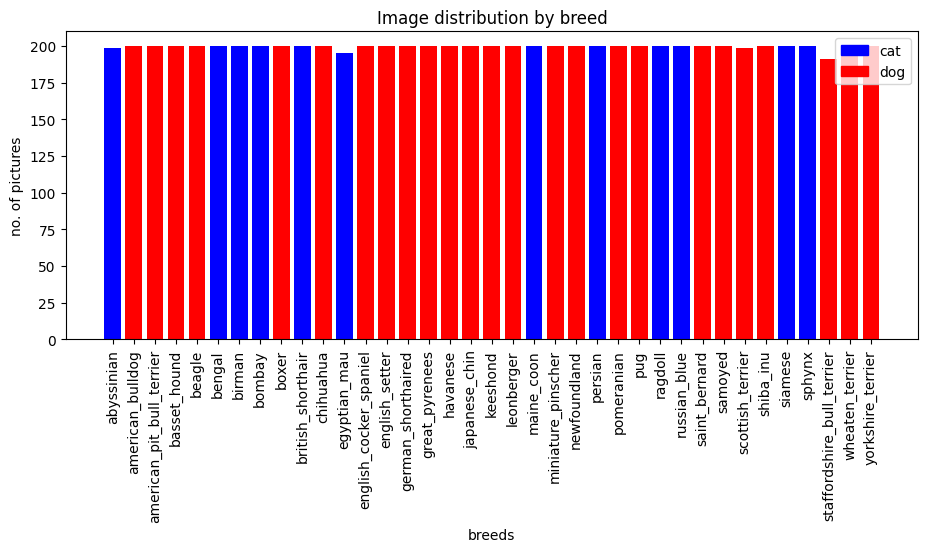 Image distribution by breed
cat
dog
no. of pictures
200
175
150
125
100
75
50
25
0
abyssinian
american_bulldog
american_pit_bull_terrier
basset_hound
beagle
bengal
birman
bombay
boxer
british_shorthair
chihuahua
egyptian_mau
english_cocker_spaniel
english_setter
german_shorthaired
great_pyrenees
havanese
japanese_chin
keeshond
leonberger
maine_coon
miniature_pinscher
newfoundland
persian
pomeranian
pug
ragdoll
russian_blue
saint_bernard
samoyed
scottish_terrier
shiba_inu
siamese
sphynx
staffordshire_bull_terrier
wheaten_terrier
yorkshire_terrier
breeds